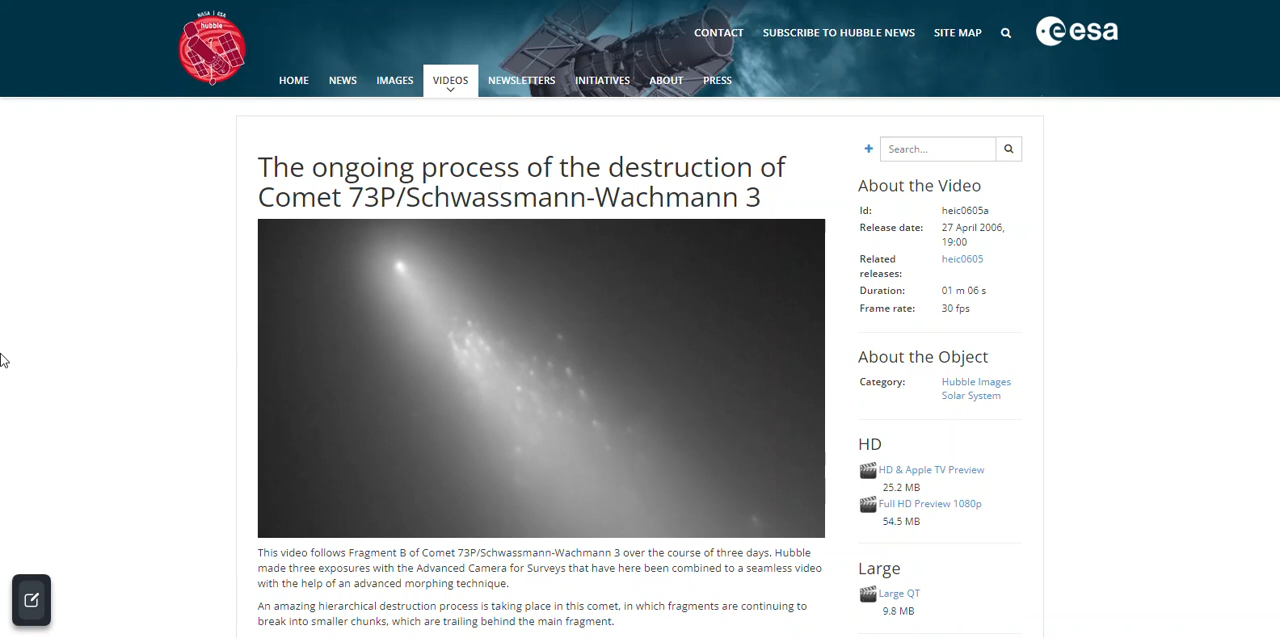 NASA | ESA
hubble
CONTACT
SUBSCRIBE TO HUBBLE NEWS
SITE MAP
esa
HOME
NEWS
IMAGES
VIDEOS
NEWSLETTERS
INITIATIVES
ABOUT
PRESS
The ongoing process of the destruction of
Comet 73P/Schwassmann-Wachmann 3
This video follows Fragment B of Comet 73P/Schwassmann-Wachmann 3 over the course of three days. Hubble
made three exposures with the Advanced Camera for Surveys that have here been combined to a seamless video
with the help of an advanced morphing technique.
An amazing hierarchical destruction process is taking place in this comet, in which fragments are continuing to
break into smaller chunks, which are trailing behind the main fragment.
+ Search...
About the Video
Id: heic0605a
Release date: 27 April 2006,
19:00
Related heic0605
releases:
Duration: 01 m 06 s
Frame rate: 30 fps
About the Object
Category: Hubble Images
Solar System
HD
HD & Apple TV Preview
25.2 MB
Full HD Preview 1080p
54.5 MB
Large
Large QT
9.8 MB